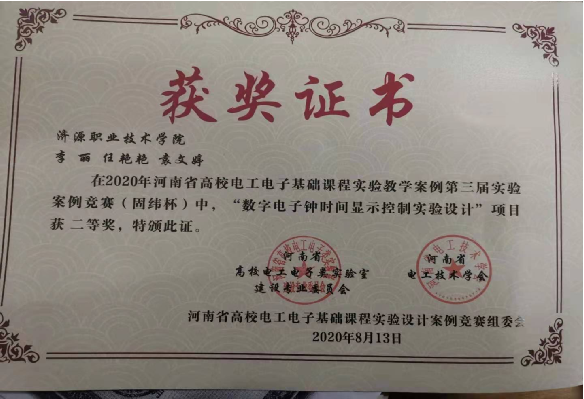 获奖证书
济源职业技术学院
李丽 任艳艳 袁文婷
在2020年河南省高校电工电子基础课程实验教学案例第三届实验
案例竞赛（固纬杯）中，“数字电子钟时间显示控制实验设计”项目
获 二等奖，特颁此证。
河南省
高校电工电子类实验室
建设专业委员会
河南省
电工技术学会
河南省高校电工电子基础课程实验设计案例竞赛组委会
2020年8月13日